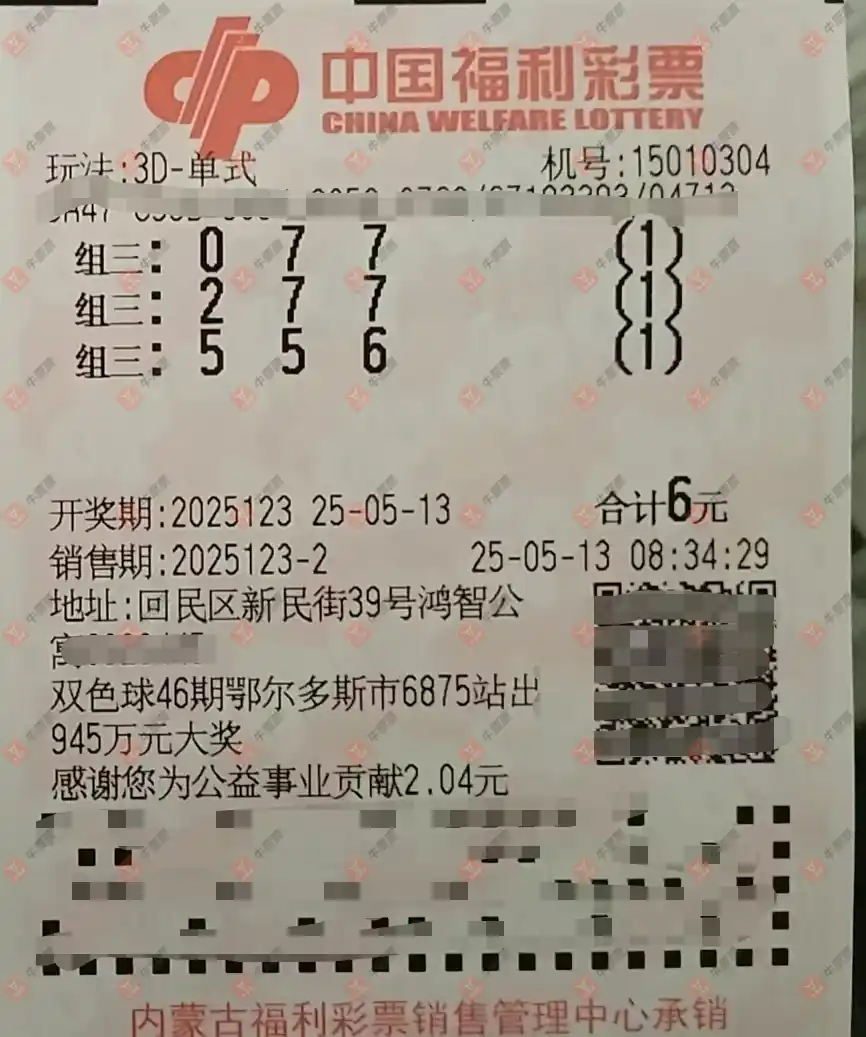 中国福利彩票
CHINA WELFARE LOTTERY
玩法:3D-单式 机号:15010304
组三: 0 7 7 (1)
组三: 2 7 7 (1)
组三: 5 5 6 (1)
开奖期:2025123 25-05-13 合计6元
销售期:2025123-2 25-05-13 08:34:29
地址:回民区新民街39号鸿智公
寓
双色球46期鄂尔多斯市6875站出
945万元大奖
感谢您为公益事业贡献2.04元
内蒙古福利彩票销售管理中心承销